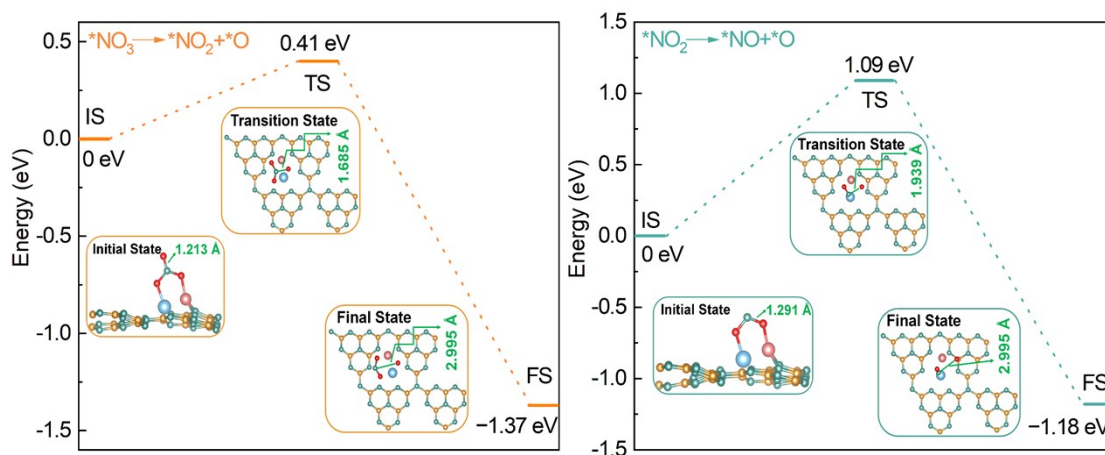 *NO₃→*NO₂+*O
0.41 eV
TS
IS
0 eV
Transition State
1.685 Å
Initial State
1.213 Å
Final State
2.995 Å
FS
−1.37 eV
Energy (eV)
0.5
0.0
-0.5
-1.0
-1.5
*NO₂→*NO+*O
1.09 eV
TS
IS
0 eV
Transition State
1.939 Å
Initial State
1.291 Å
Final State
2.995 Å
FS
−1.18 eV
Energy (eV)
1.5
1.0
0.5
0.0
-0.5
-1.0
-1.5